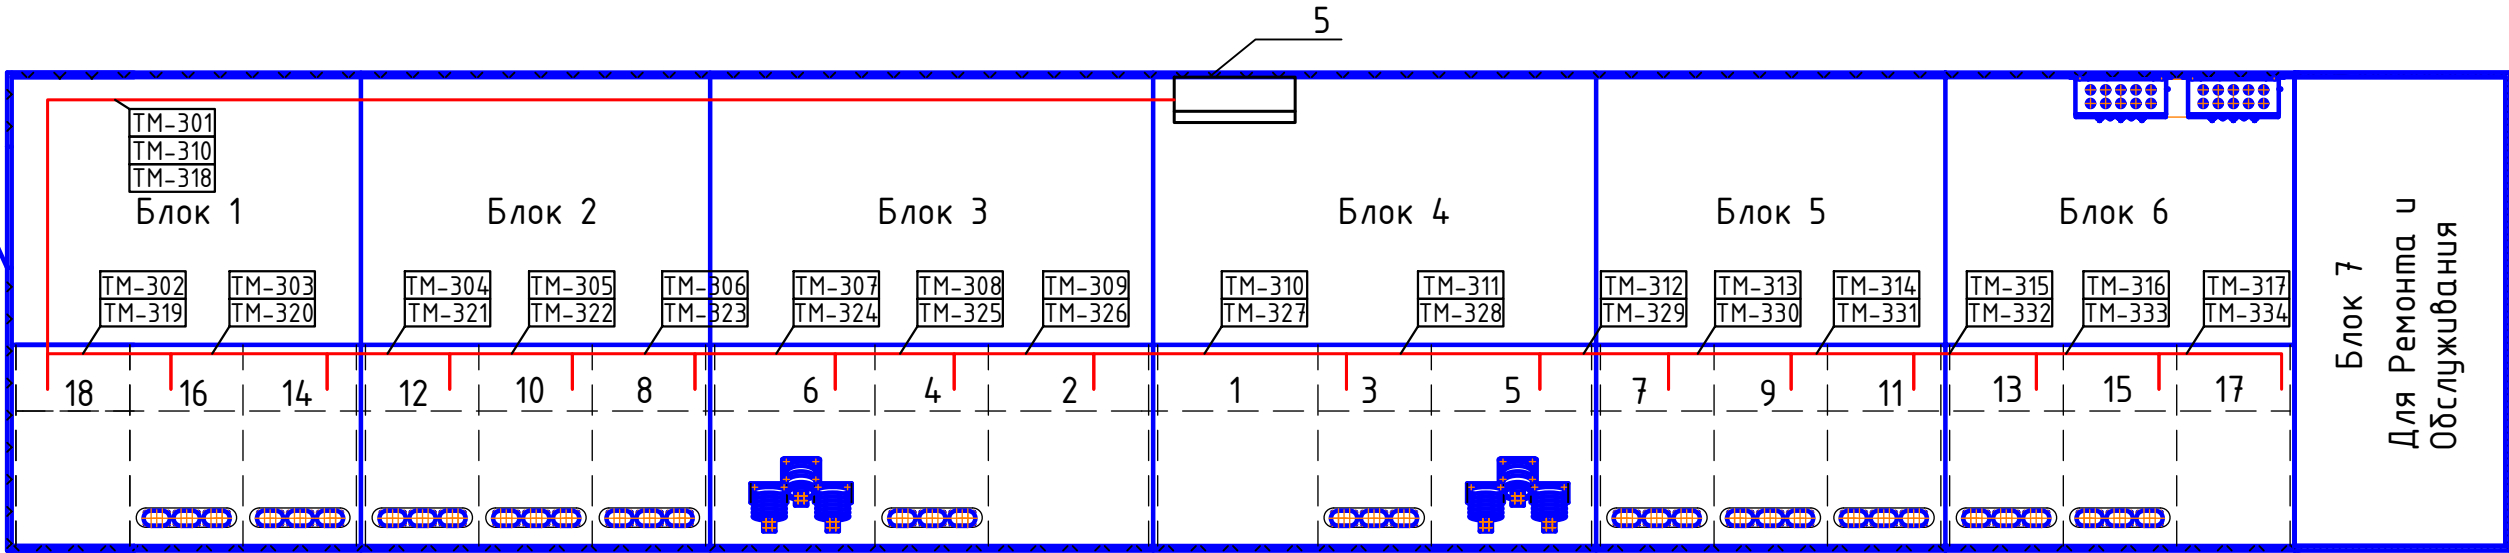 5
ТМ-301
ТМ-310
ТМ-318
Блок 1
Блок 2
Блок 3
Блок 4
Блок 5
Блок 6
Блок 7
Для Ремонта и
Обслуживания
ТМ-302
ТМ-319
ТМ-303
ТМ-320
ТМ-304
ТМ-321
ТМ-305
ТМ-322
ТМ-306
ТМ-323
ТМ-307
ТМ-324
ТМ-308
ТМ-325
ТМ-309
ТМ-326
ТМ-310
ТМ-327
ТМ-311
ТМ-328
ТМ-312
ТМ-329
ТМ-313
ТМ-330
ТМ-314
ТМ-331
ТМ-315
ТМ-332
ТМ-316
ТМ-333
ТМ-317
ТМ-334
18
16
14
12
10
8
6
4
2
1
3
5
7
9
11
13
15
17